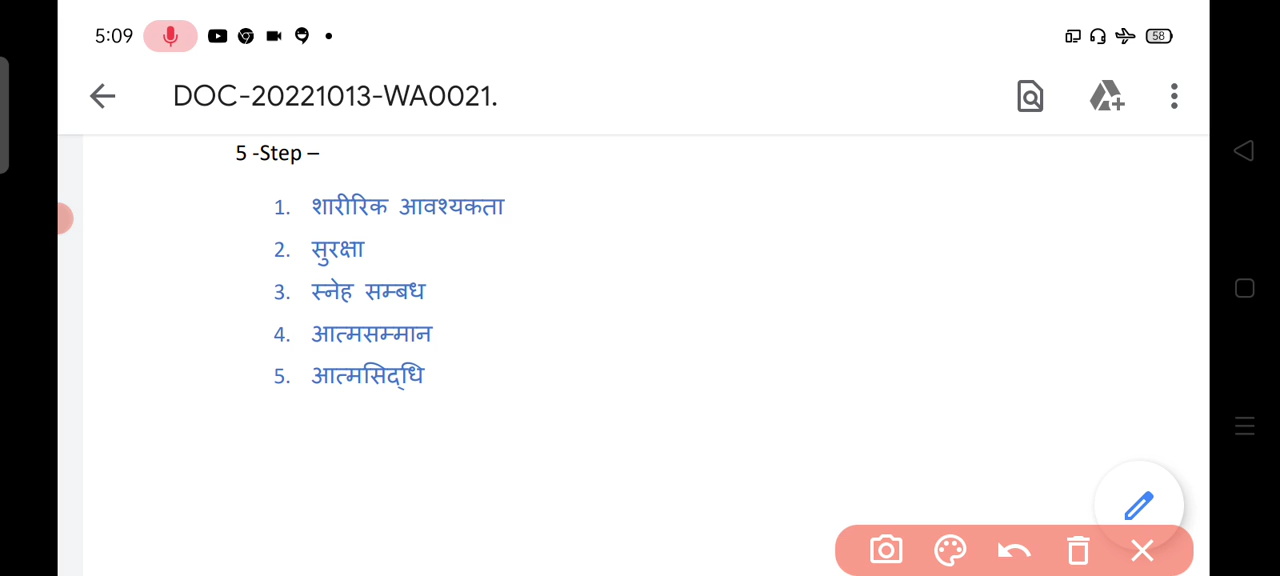 5:09
58
DOC-20221013-WA0021.
5 -Step –
1. शारीरिक आवश्यकता
2. सुरक्षा
3. स्नेह सम्बध
4. आत्मसम्मान
5. आत्मसिद्धि